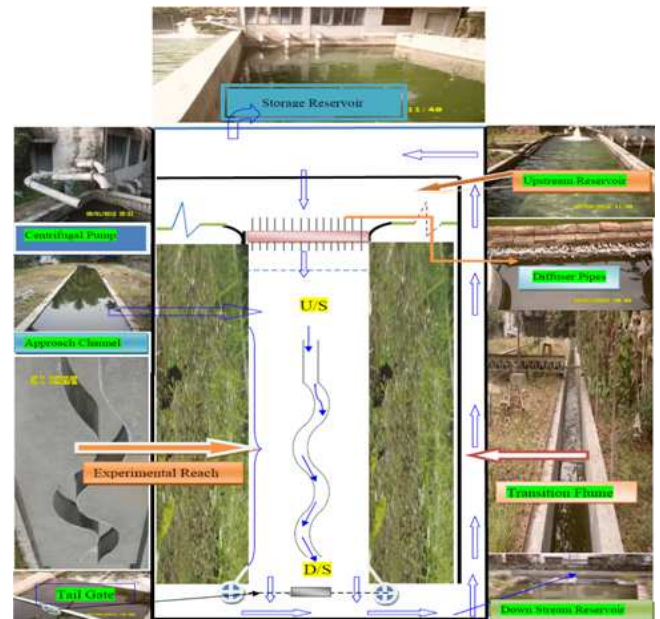 Storage Reservoir
Centrifugal Pump
Upstream Reservoir
Diffuser Pipes
U/S
Approach Channel
Experimental Reach
Transition Flume
D/S
Tail Gate
Down Stream Reservoir